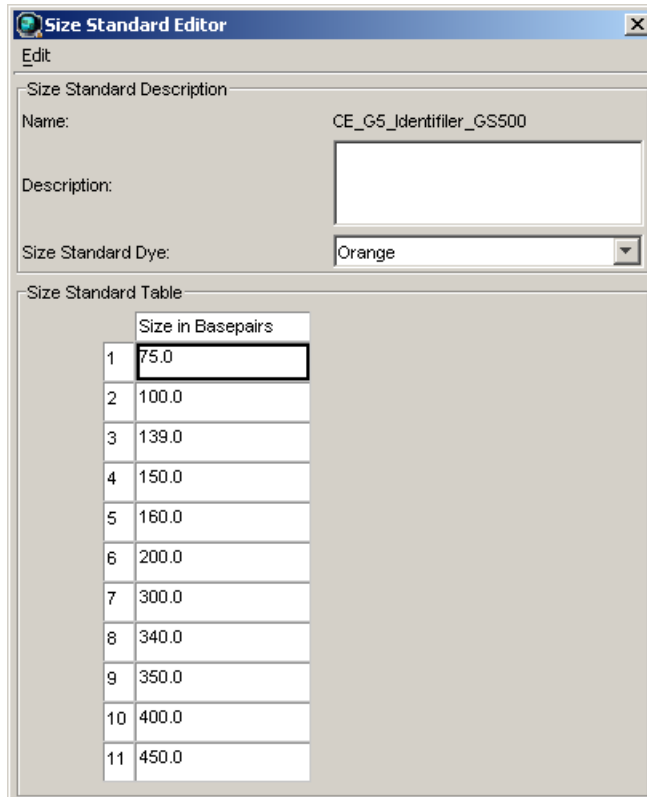 Size Standard Editor
Edit
Size Standard Description
Name: CE_G5_Identifiler_GS500
Description:
Size Standard Dye: Orange
Size Standard Table
Size in Basepairs
1 75.0
2 100.0
3 139.0
4 150.0
5 160.0
6 200.0
7 300.0
8 340.0
9 350.0
10 400.0
11 450.0